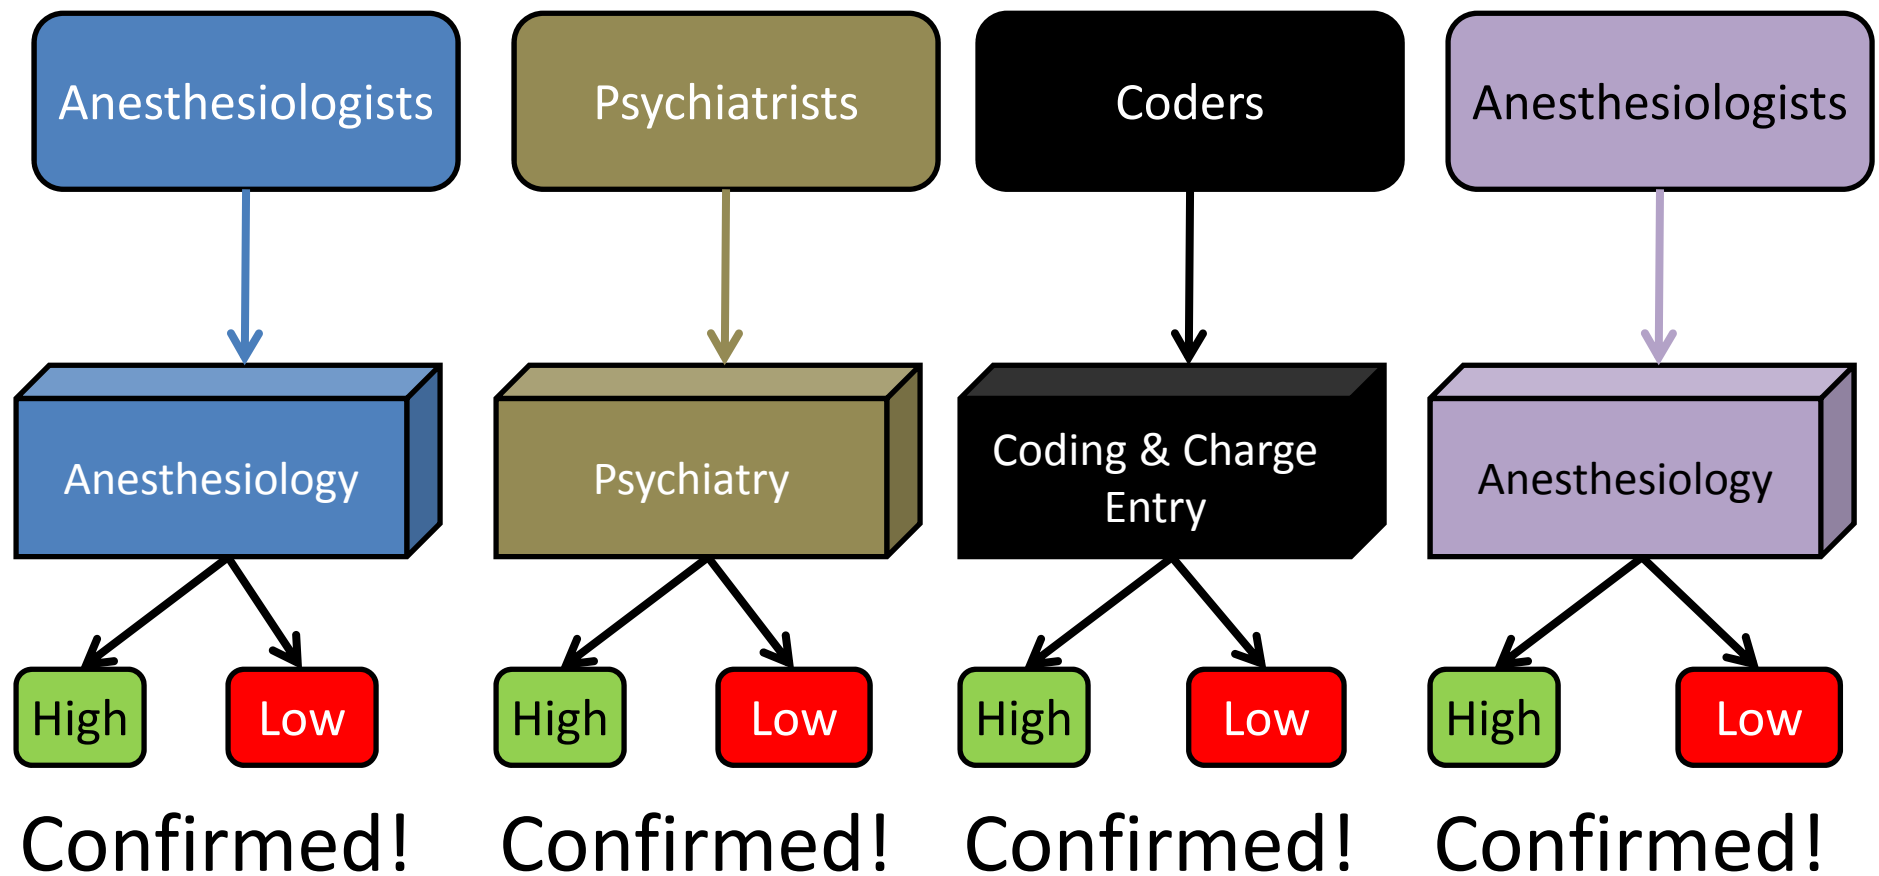 Anesthesiologists
Psychiatrists
Coders
Anesthesiologists
Anesthesiology
Psychiatry
Coding & Charge
Entry
Anesthesiology
High
Low
High
Low
High
Low
High
Low
Confirmed!
Confirmed!
Confirmed!
Confirmed!